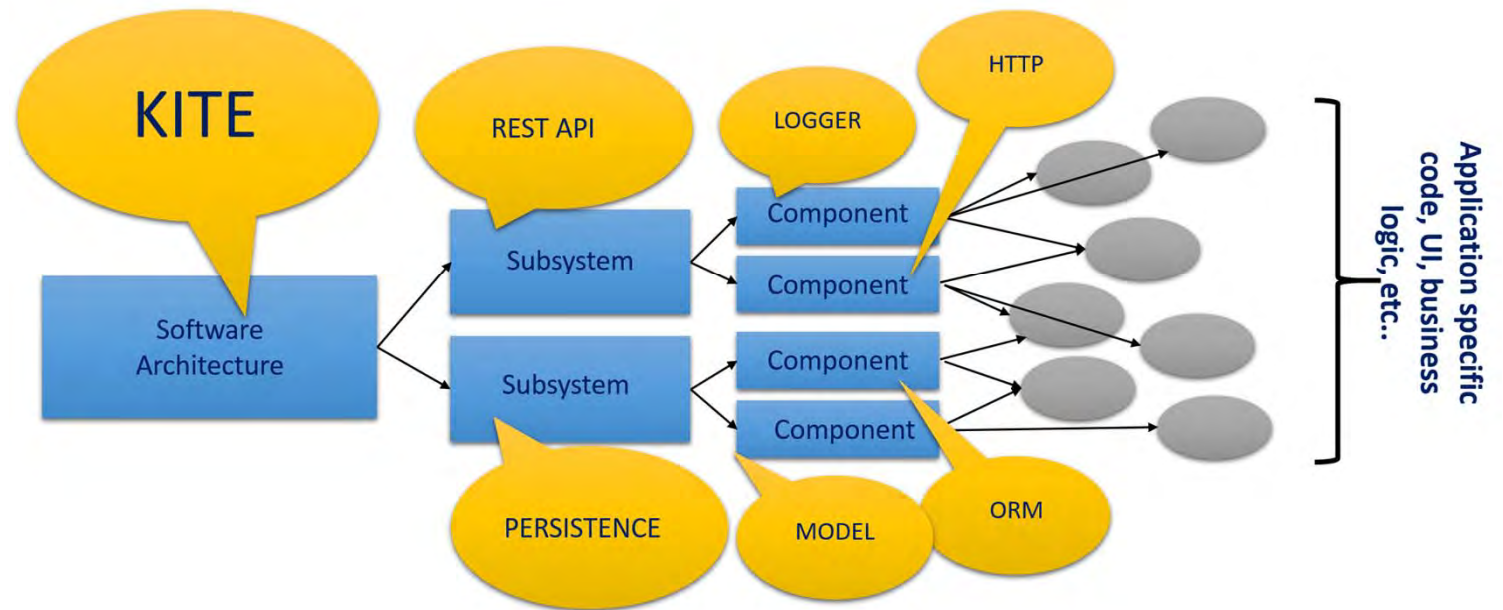 KITE
REST API
LOGGER
HTTP
Software
Architecture
Subsystem
Subsystem
Component
Component
Component
Component
PERSISTENCE
MODEL
ORM
Application specific
code, UI, business
logic, etc..